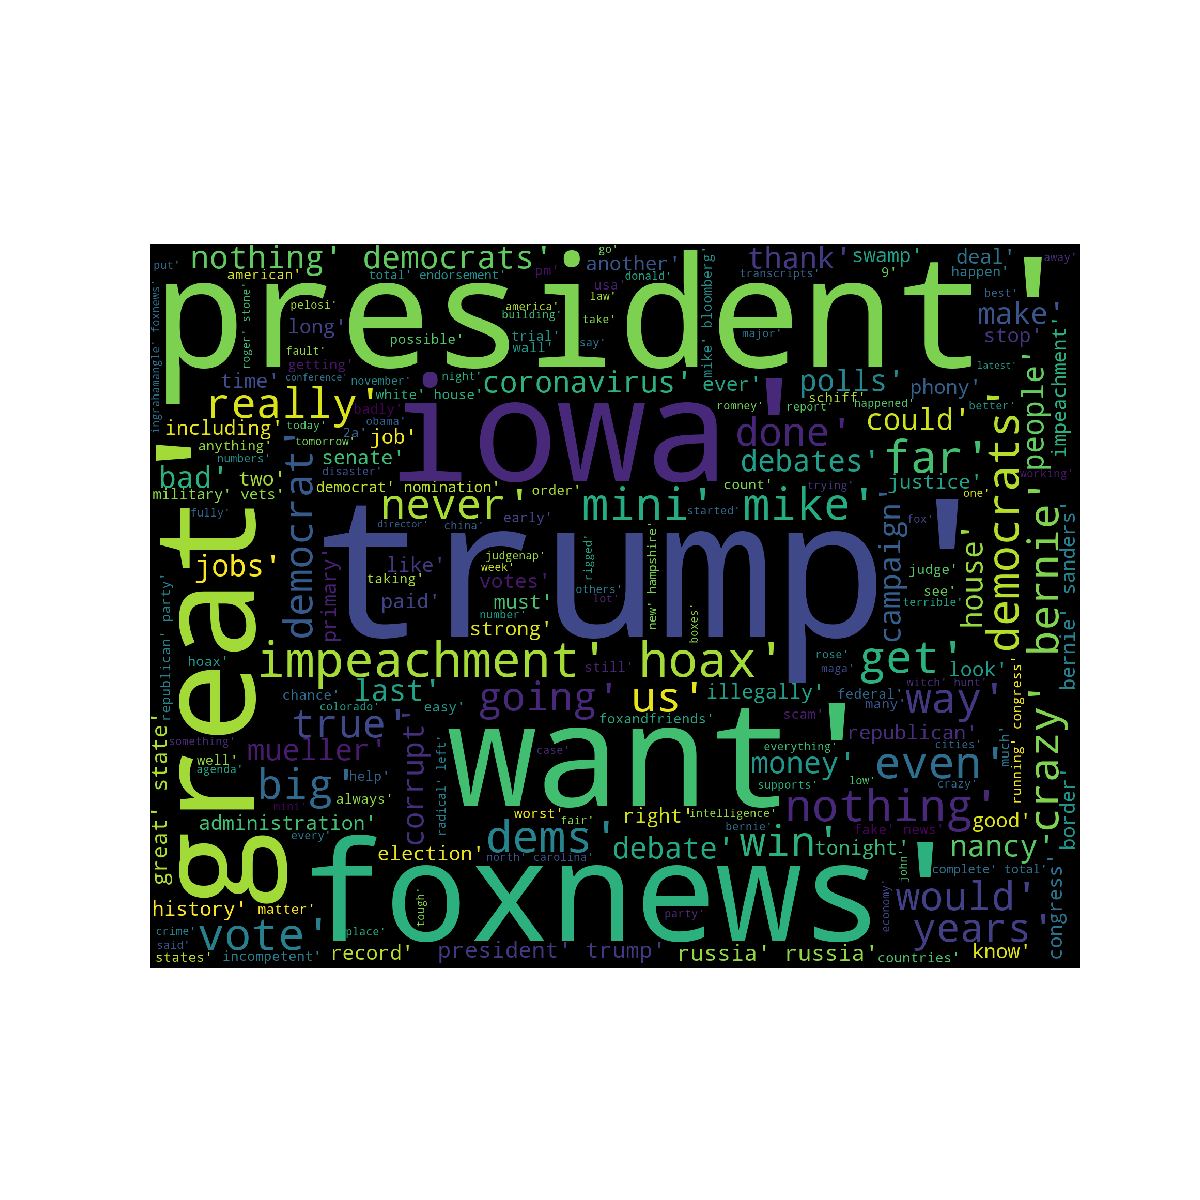 nothing' democrats'
president'
trump'
iowa'
great'
want'
foxnews'
impeachment' hoax'
mini' mike'
crazy' bernie'
democrats'
people'
coronavirus'
really'
never'
done'
debates'
far'
could'
polls'
phony'
justice'
thank'
swamp'
deal'
happen'
make'
stop'
best'
latest'
better'
away'
impeachment'
put'
american'
total' endorsement'
pm'
go'
another'
usa'
law'
donald'
transcripts'
9'
major'
mike' bloomberg'
ingrahamangle' foxnews'
roger' stone'
pelosi'
long'
fault'
getting'
possible'
america'
building'
trial'
wall'
take'
say'
time'
conference'
november'
night'
white' house'
ever'
schiff'
happened'
romney'
report'
including'
today'
badly'
obama'
2a'
job'
anything'
tomorrow'
numbers'
senate'
disaster'
bad'
two'
military' vets'
fully'
democrat'
democrat' nomination'
order'
count'
trying'
started'
working'
one'
fox'
campaign'
house'
director'
china'
early'
jobs'
primary'
like'
taking'
paid'
judgenap'
week'
votes'
must'
number'
strong'
rigged'
others'
lot'
new' hampshire'
boxes'
judge'
see'
terrible'
bernie' sanders'
republican' party'
hoax'
still'
get'
look'
rose'
maga'
chance'
last'
easy'
colorado'
going'
us'
illegally'
federal'
many'
way'
witch' hunt'
running' congress'
foxandfriends'
scam'
republican'
true'
something'
mueller'
well'
agenda'
corrupt'
case'
everything'
money'
even'
cities'
much'
big'
help'
always'
mini'
supports'
low'
crazy'
nothing'
border'
great' state'
administration'
every'
radical' left'
worst'
fair'
right'
intelligence'
bernie'
fake' news'
good'
election'
dems'
north' carolina'
debate'
win'
tonight'
john'
nancy'
complete' total'
congress'
history'
matter'
tough'
party'
economy'
would'
crime'
vote'
place'
years'
said'
states'
incompetent'
record'
president' trump'
russia' russia'
countries'
know'